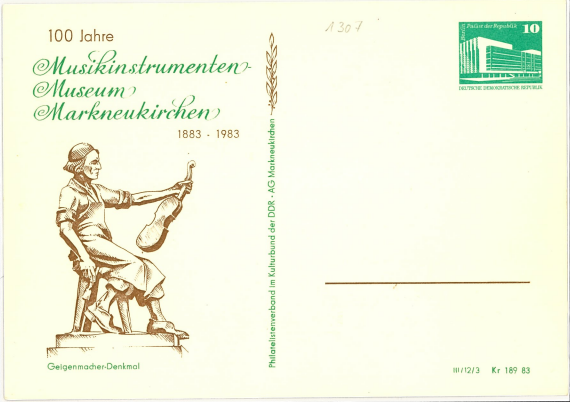 100 Jahre
Musikinstrumenten
Museum
Markneukirchen
1883 - 1983
Geigenmacher-Denkmal
Philatelistenverband im Kulturbund der DDR - AG Markneukirchen
A 307
Berlin
Palast der Republik
10
DEUTSCHE DEMOKRATISCHE REPUBLIK
III/12/3 Kr 189 83